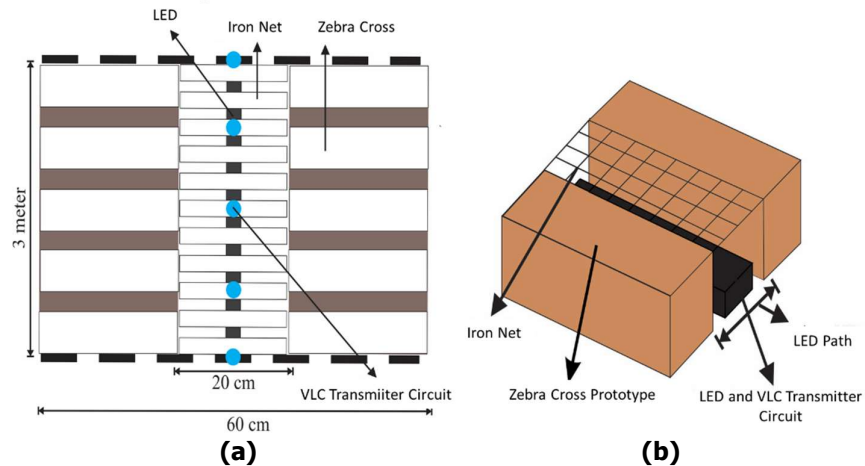 LED
Iron Net
Zebra Cross
3 meter
20 cm
VLC Transmiiter Circuit
60 cm
(a)
Iron Net
LED Path
Zebra Cross Prototype
LED and VLC Transmitter
Circuit
(b)